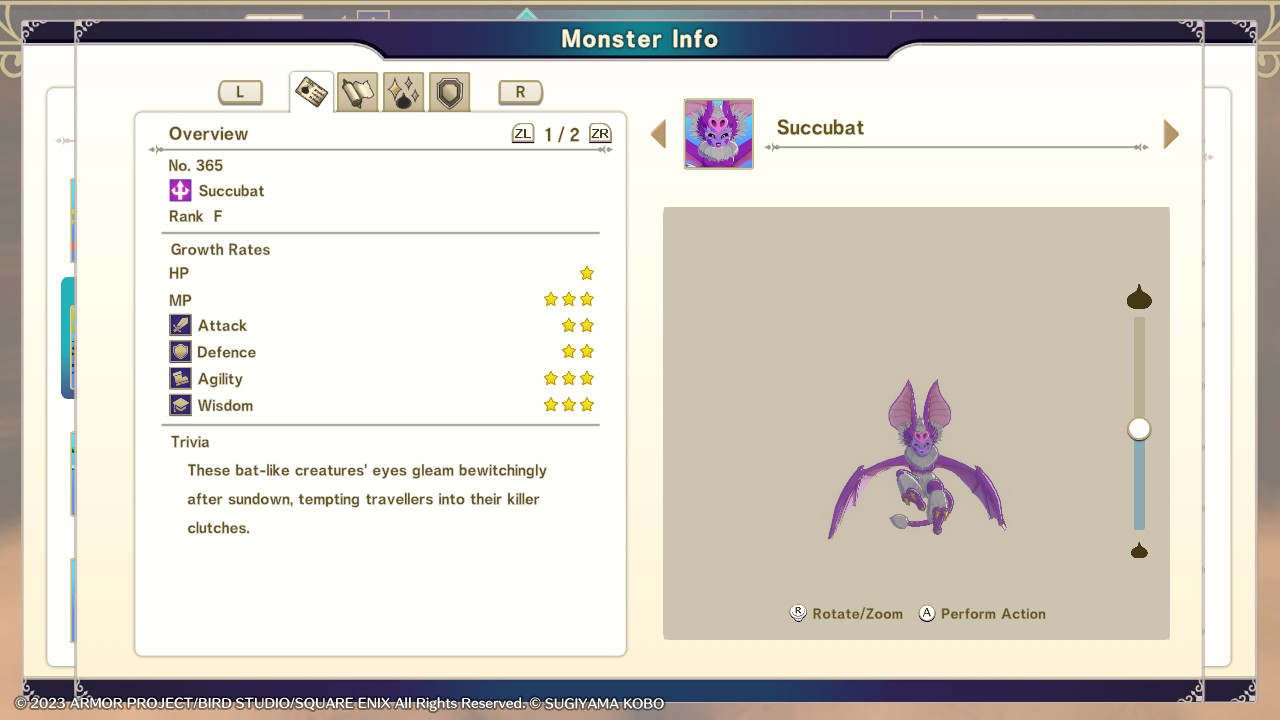 Monster Info
L
R
Overview
ZL 1 / 2 ZR
No. 365
Succubat
Rank F
Growth Rates
HP
MP
Attack
Defence
Agility
Wisdom
Trivia
These bat-like creatures' eyes gleam bewitchingly
after sundown, tempting travellers into their killer
clutches.
Succubat
R Rotate/Zoom A Perform Action
© 2023 ARMOR PROJECT/BIRD STUDIO/SQUARE ENIX All Rights Reserved. © SUGIYAMA KOBO